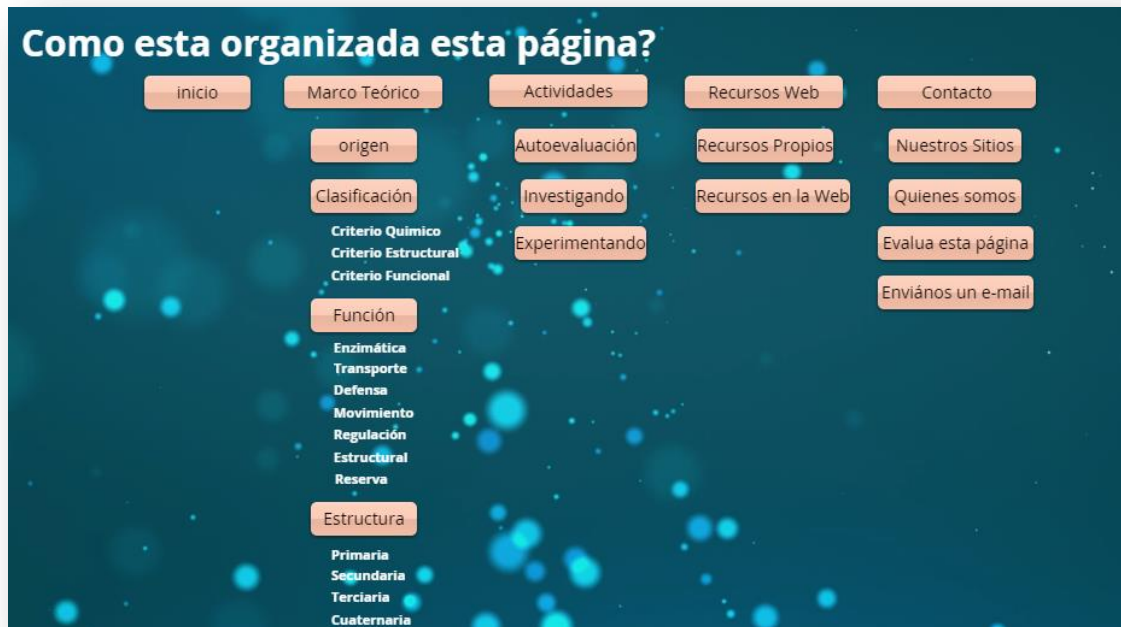 Como esta organizada esta página?
inicio
Marco Teórico
Actividades
Recursos Web
Contacto
origen
Clasificación
Criterio Quimico
Criterio Estructural
Criterio Funcional
Función
Enzimática
Transporte
Defensa
Movimiento
Regulación
Estructural
Reserva
Estructura
Primaria
Secundaria
Terciaria
Cuaternaria
Autoevaluación
Investigando
Experimentando
Recursos Propios
Recursos en la Web
Nuestros Sitios
Quienes somos
Evalua esta página
Enviános un e-mail